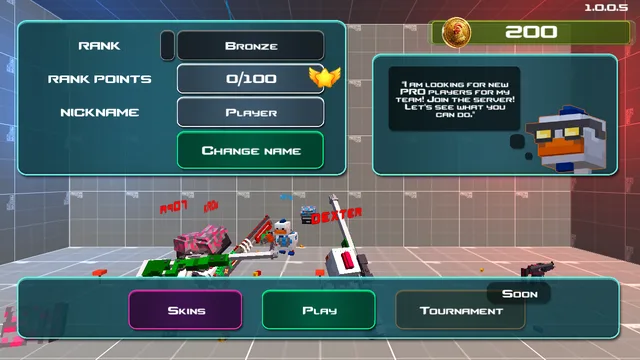 1.0.0.5
RANK
BRONZE
200
RANK POINTS
0/100
NICKNAME
PLAYER
CHANGE NAME
"I AM LOOKING FOR NEW
PRO PLAYERS FOR MY
TEAM! JOIN THE SERVER!
LET'S SEE WHAT YOU
CAN DO."
DEXTER
SKINS
PLAY
TOURNAMENT
SOON